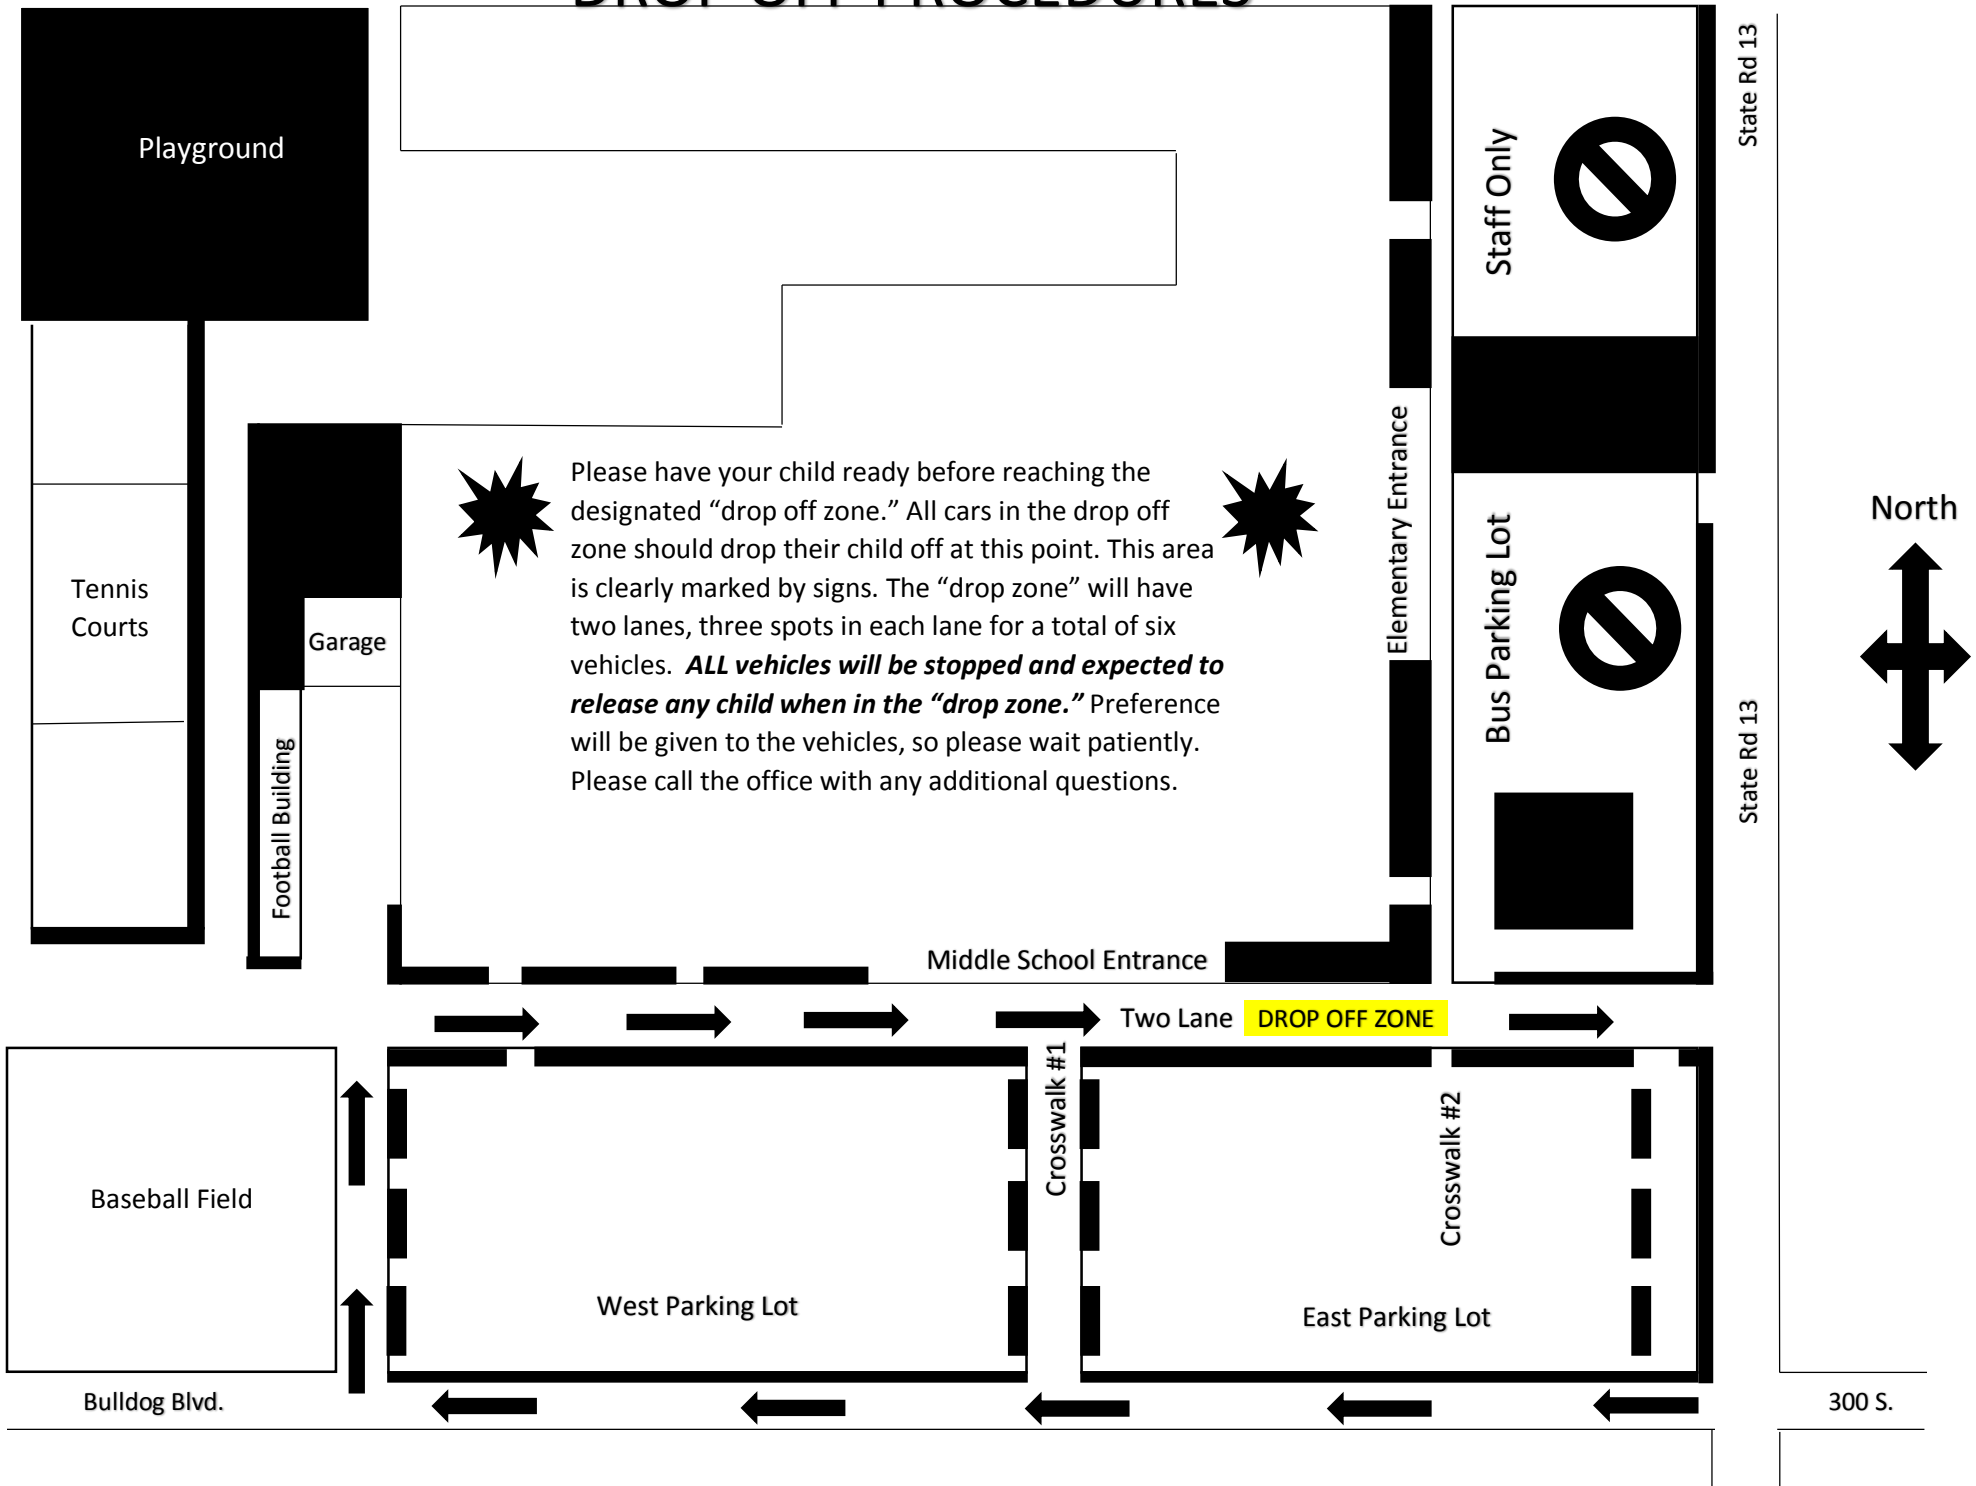 DROP OFF PROCEDURES
State Rd 13
Playground
Staff Only
Please have your child ready before reaching the
designated “drop off zone.” All cars in the drop off
zone should drop their child off at this point. This area
is clearly marked by signs. The “drop zone” will have
two lanes, three spots in each lane for a total of six
vehicles. ALL vehicles will be stopped and expected to
release any child when in the “drop zone.” Preference
will be given to the vehicles, so please wait patiently.
Please call the office with any additional questions.
Elementary Entrance
Bus Parking Lot
North
Tennis
Courts
Garage
Football Building
State Rd 13
Middle School Entrance
Two Lane DROP OFF ZONE
Crosswalk #1
Crosswalk #2
Baseball Field
West Parking Lot
East Parking Lot
Bulldog Blvd.
300 S.